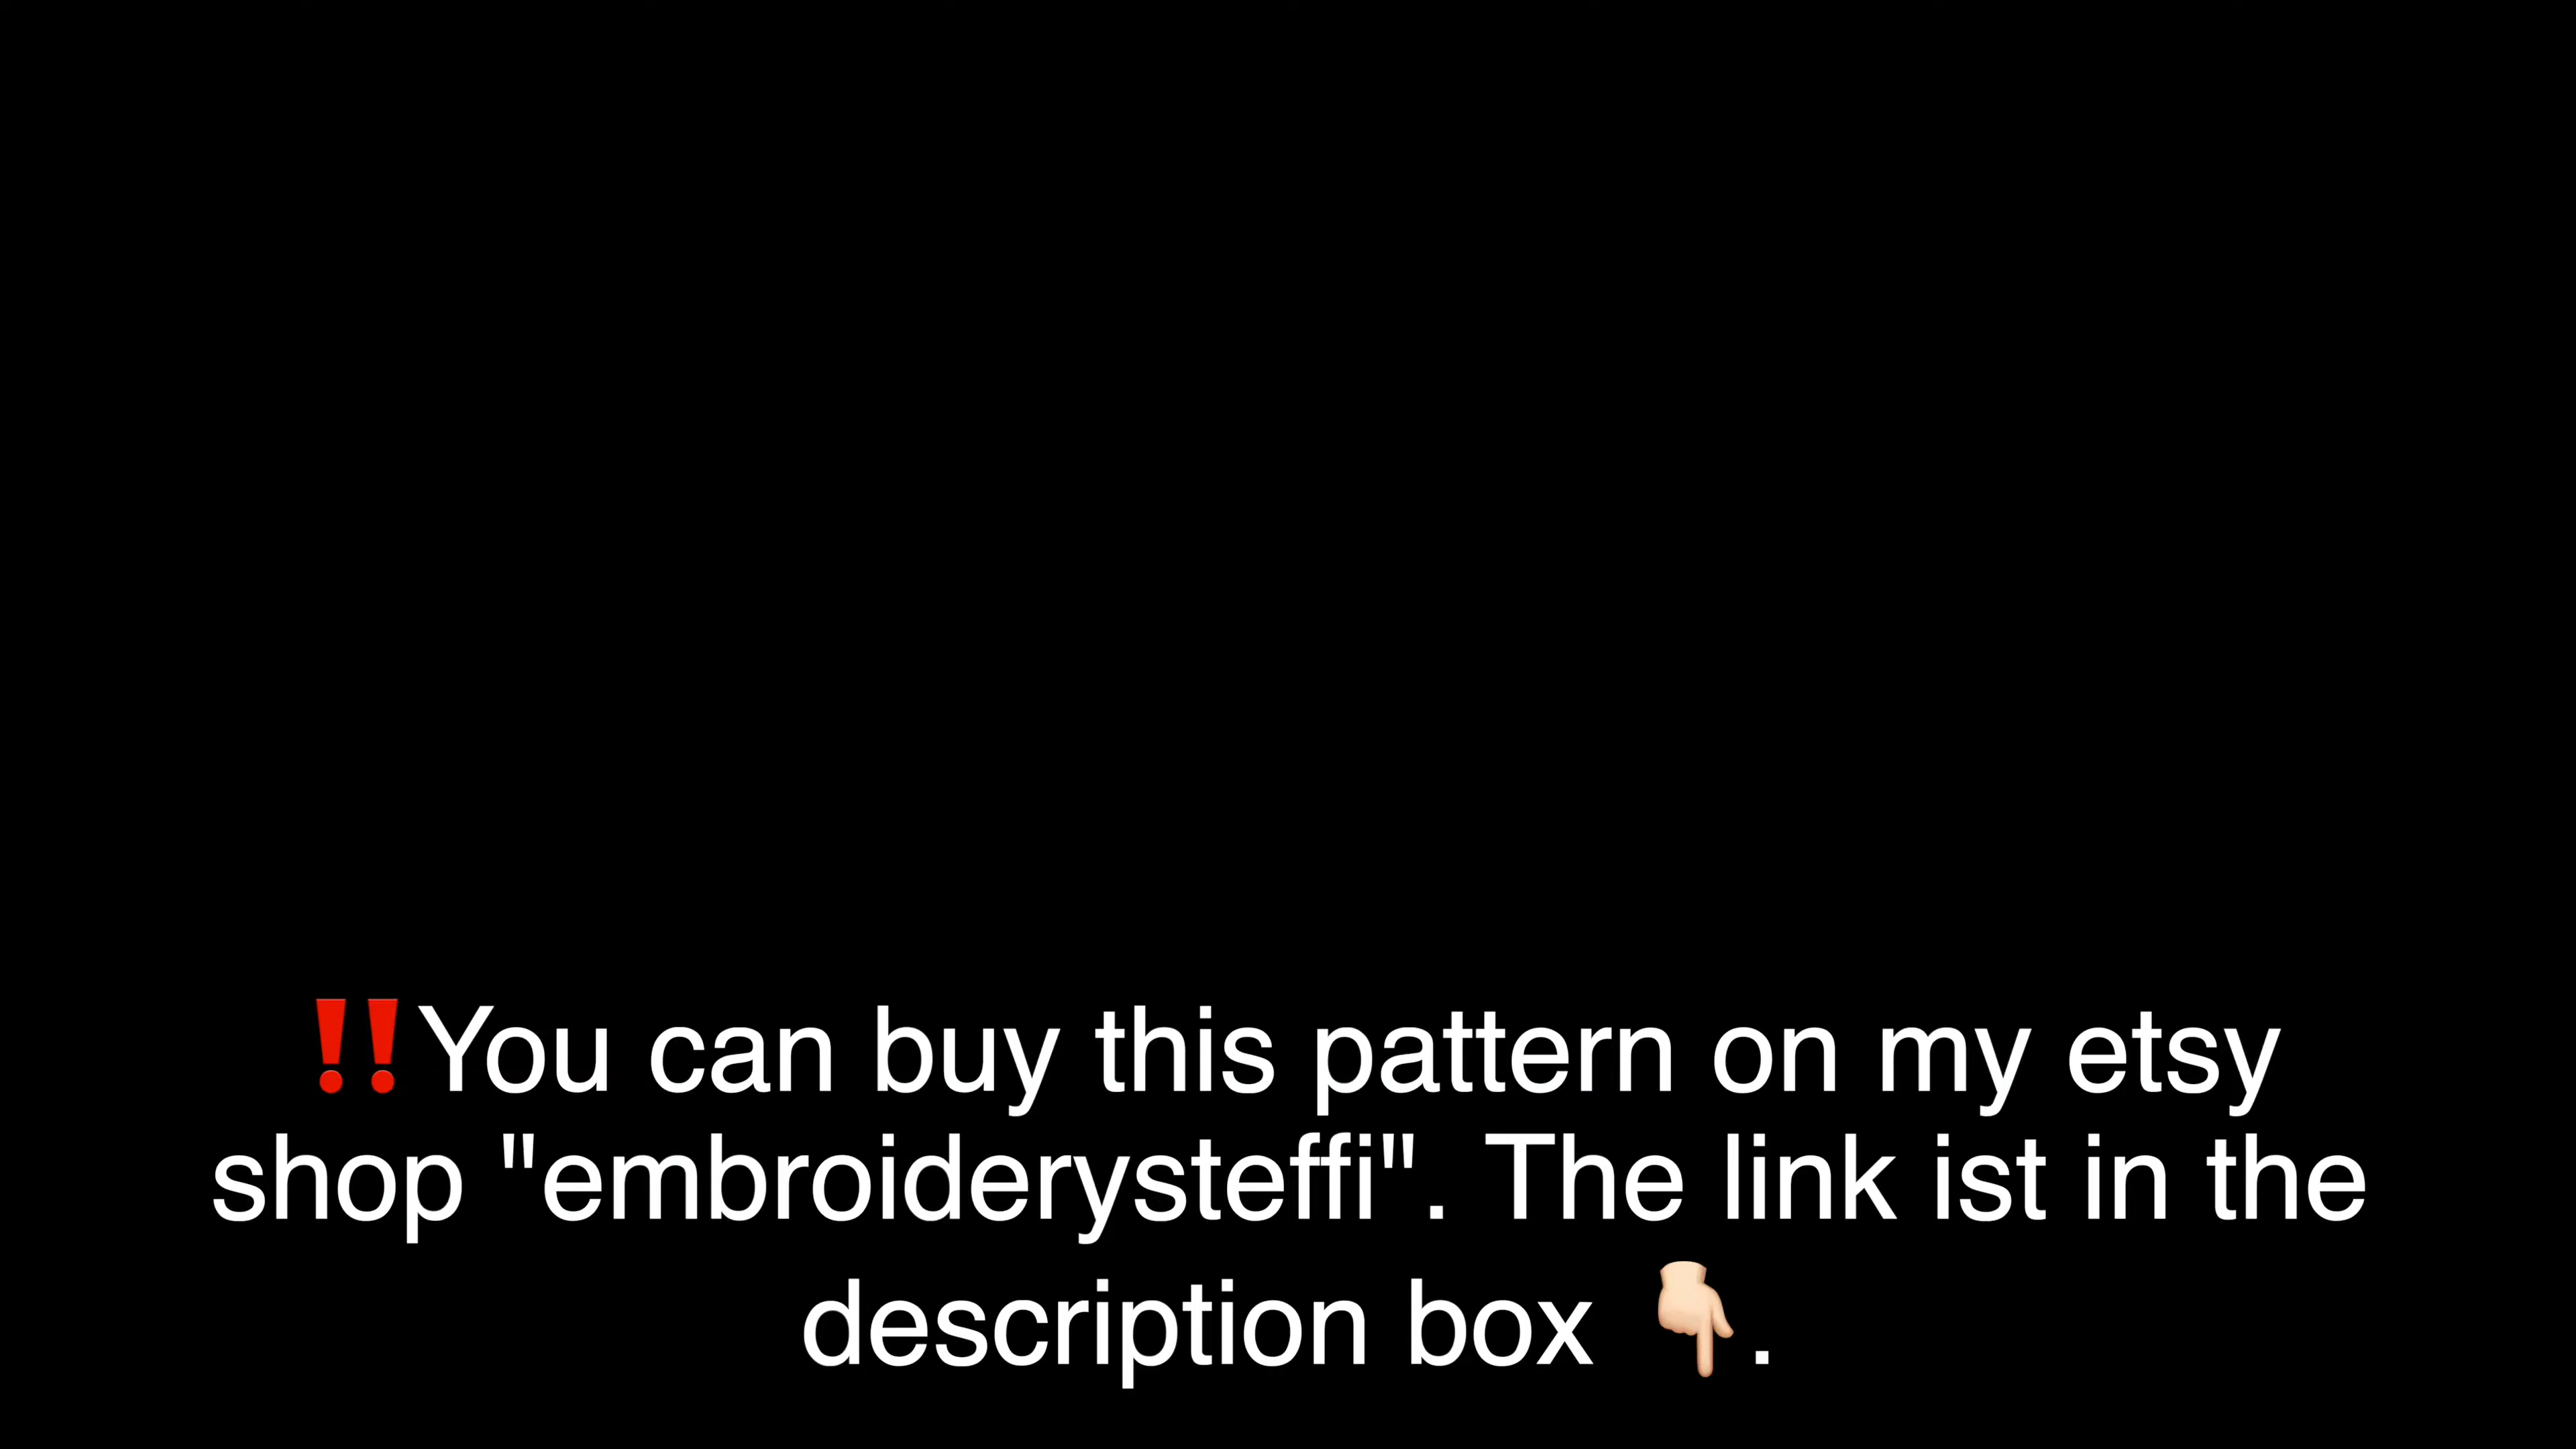 ‼️You can buy this pattern on my etsy
shop "embroiderysteffi". The link ist in the
description box 👇🏻.